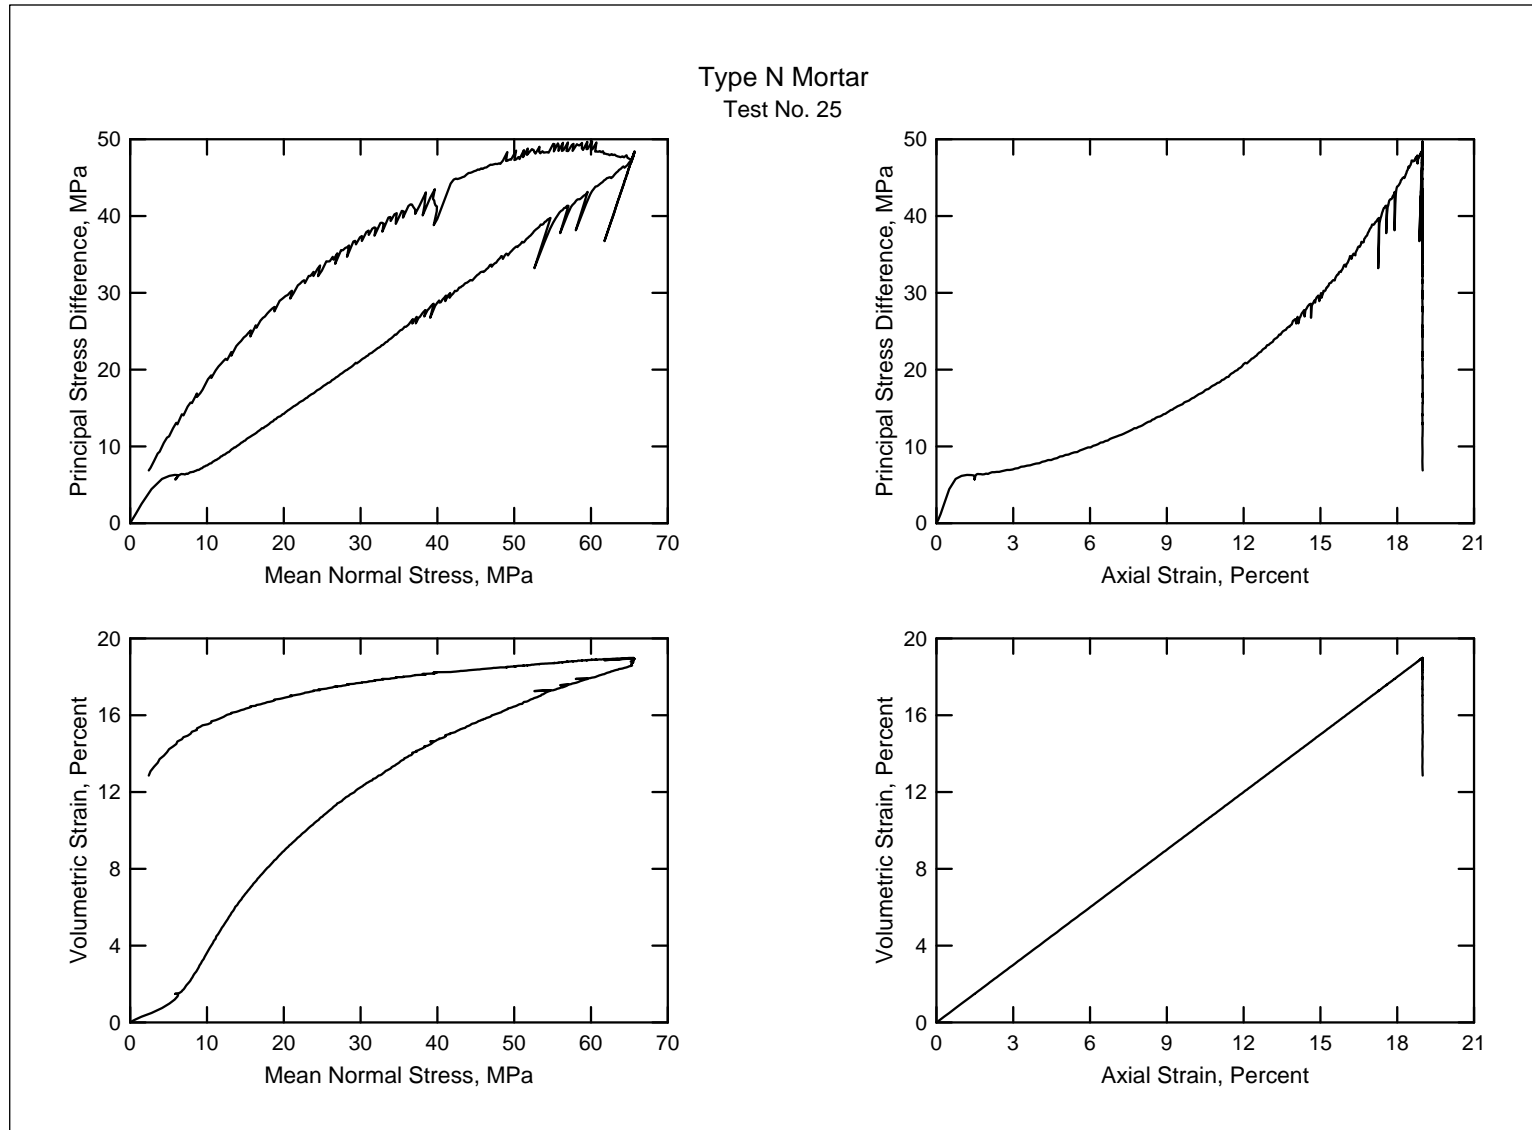 Type N Mortar
Test No. 25
50
40
30
20
10
0
Principal Stress Difference, MPa
0 10 20 30 40 50 60 70
Mean Normal Stress, MPa
50
40
30
20
10
0
Principal Stress Difference, MPa
0 3 6 9 12 15 18 21
Axial Strain, Percent
20
16
12
8
4
0
Volumetric Strain, Percent
0 10 20 30 40 50 60 70
Mean Normal Stress, MPa
20
16
12
8
4
0
Volumetric Strain, Percent
0 3 6 9 12 15 18 21
Axial Strain, Percent